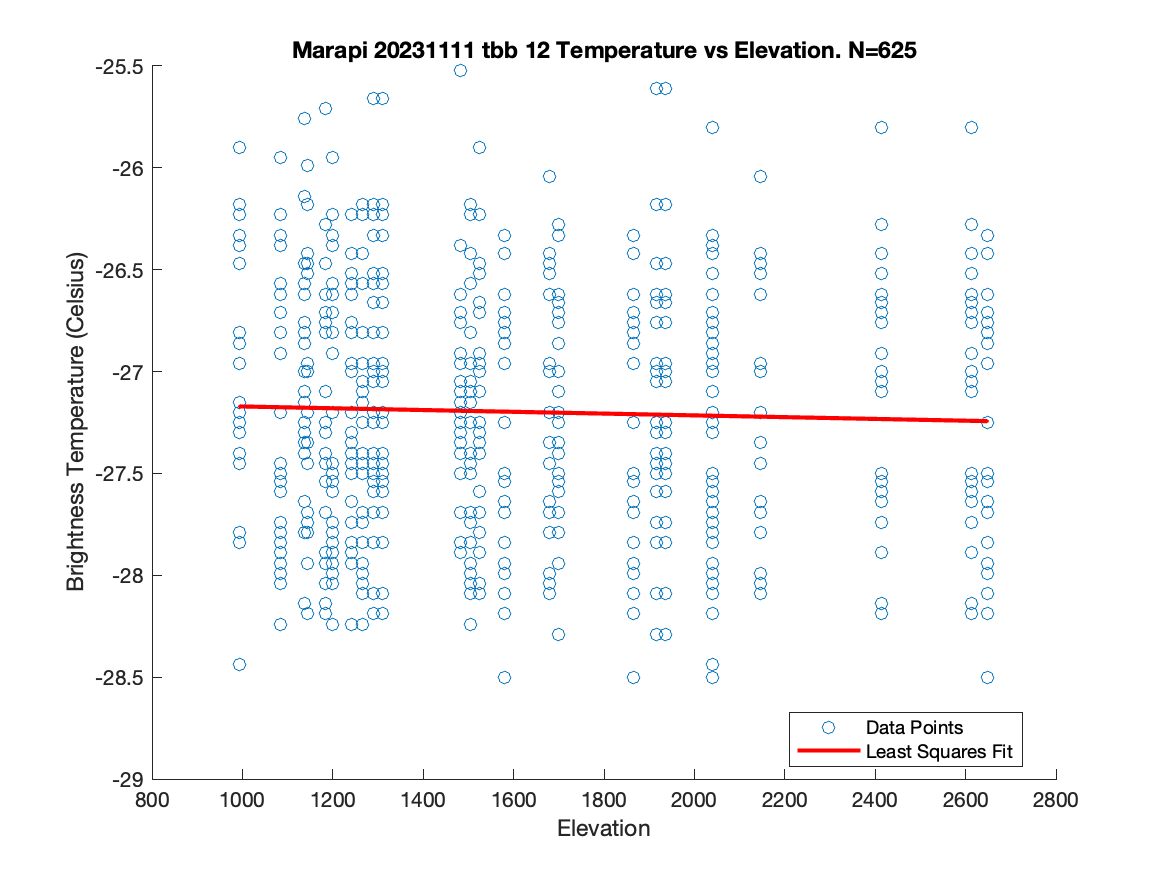 Marapi 20231111 tbb 12 Temperature vs Elevation. N=625
-25.5
-26
-26.5
-27
-27.5
-28
-28.5
-29
Brightness Temperature (Celsius)
Data Points
Least Squares Fit
800 1000 1200 1400 1600 1800 2000 2200 2400 2600 2800
Elevation